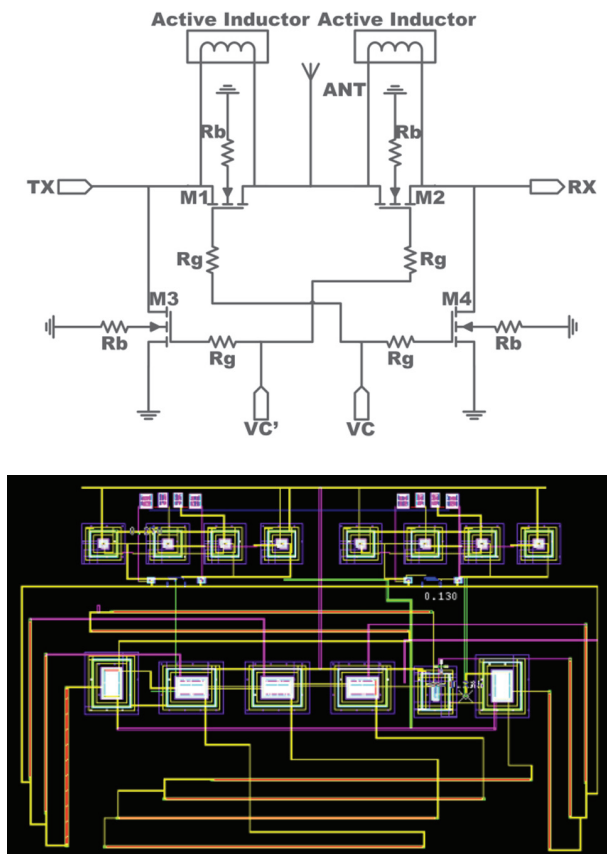 Active Inductor Active Inductor
ANT
Rb Rb
TX M1 M2 RX
Rg Rg
M3 M4
Rb Rg Rg Rb
VC' VC
0.130